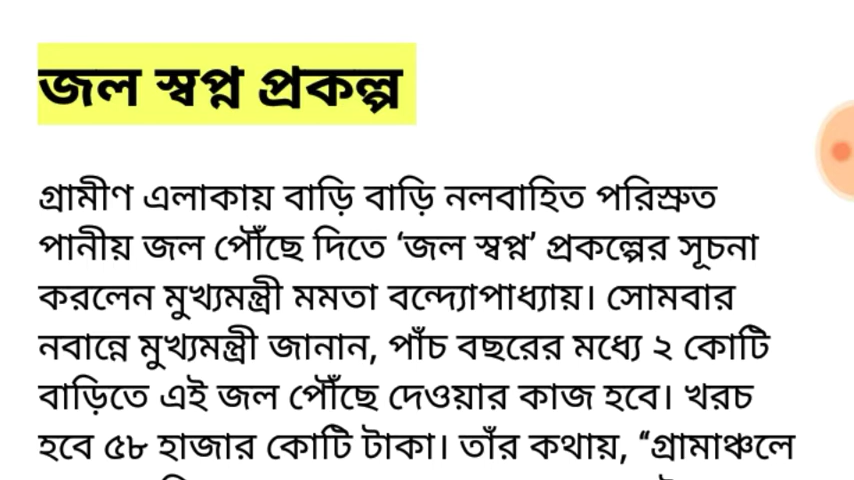 জল স্বপ্ন প্রকল্প
গ্রামীণ এলাকায় বাড়ি বাড়ি নলবাহিত পরিস্রুত
পানীয় জল পৌঁছে দিতে ‘জল স্বপ্ন’ প্রকল্পের সূচনা
করলেন মুখ্যমন্ত্রী মমতা বন্দ্যোপাধ্যায়। সোমবার
নবান্নে মুখ্যমন্ত্রী জানান, পাঁচ বছরের মধ্যে ২ কোটি
বাড়িতে এই জল পৌঁছে দেওয়ার কাজ হবে। খরচ
হবে ৫৮ হাজার কোটি টাকা। তাঁর কথায়, “গ্রামাঞ্চলে